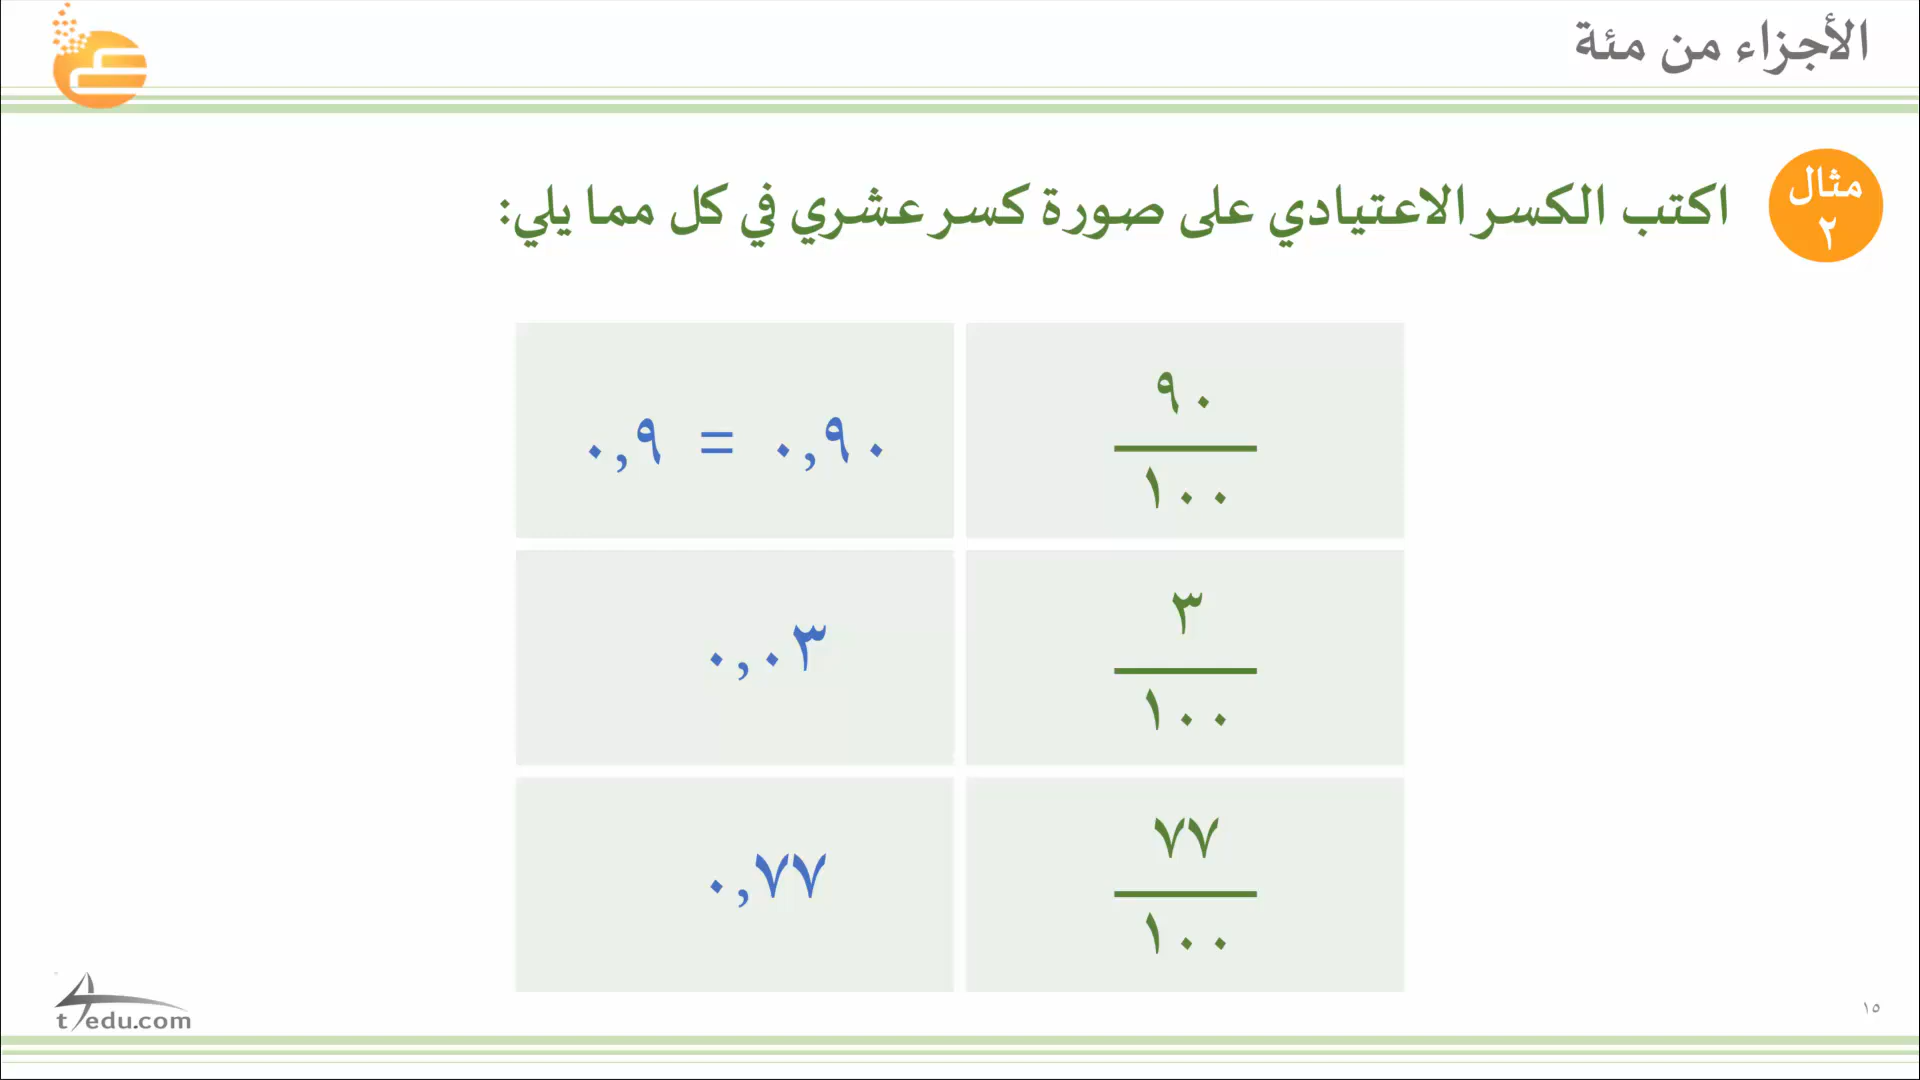 الأجزاء من مئة
مثال
٢
اكتب الكسر الاعتيادي على صورة كسر عشري في كل مما يلي:
٩٠
١٠٠
٠,٩ = ٠,٩٠
٣
١٠٠
٠,٠٣
٧٧
١٠٠
٠,٧٧
t4edu.com
١٥